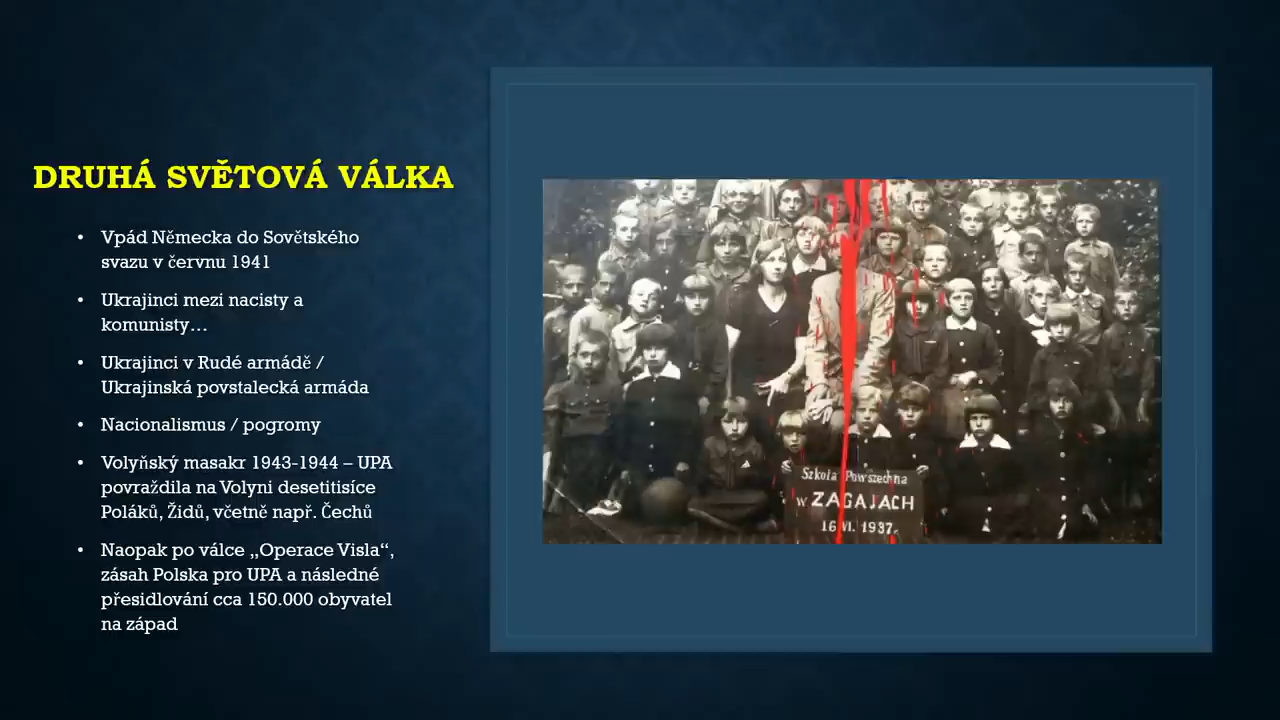 DRUHÁ SVĚTOVÁ VÁLKA
• Vpád Německa do Sovětského
svazu v červnu 1941
• Ukrajinci mezi nacisty a
komunisty…
• Ukrajinci v Rudé armádě /
Ukrajinská povstalecká armáda
• Nacionalismus / pogromy
• Volyňský masakr 1943-1944 – UPA
povraždila na Volyni desetitisíce
Poláků, Židů, včetně např. Čechů
• Naopak po válce „Operace Visla“,
zásah Polska pro UPA a následné
přesidlování cca 150.000 obyvatel
na západ
Szkoła Powszechna
w. ZAGAJACH
16 VI. 1937.